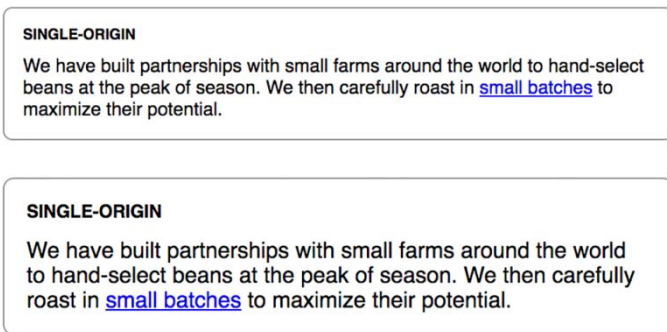 SINGLE-ORIGIN
We have built partnerships with small farms around the world to hand-select
beans at the peak of season. We then carefully roast in small batches to
maximize their potential.
SINGLE-ORIGIN
We have built partnerships with small farms around the world
to hand-select beans at the peak of season. We then carefully
roast in small batches to maximize their potential.